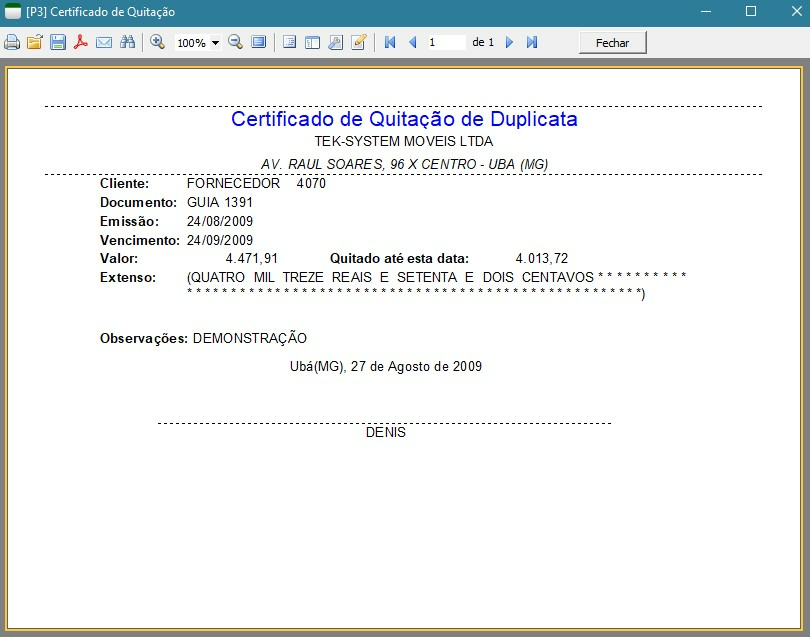 [P3] Certificado de Quitação
100%
1
de 1
Fechar
Certificado de Quitação de Duplicata
TEK-SYSTEM MOVEIS LTDA
AV. RAUL SOARES, 96 X CENTRO - UBA (MG)
Cliente: FORNECEDOR 4070
Documento: GUIA 1391
Emissão: 24/08/2009
Vencimento: 24/09/2009
Valor: 4.471,91 Quitado até esta data: 4.013,72
Extenso: (QUATRO MIL TREZE REAIS E SETENTA E DOIS CENTAVOS * * * * * * * * * *
* * * * * * * * * * * * * * * * * * * * * * * * * * * * * * * * * * * * * * * * * * * * * * * * * * * *)
Observações: DEMONSTRAÇÃO
Ubá(MG), 27 de Agosto de 2009
DENIS